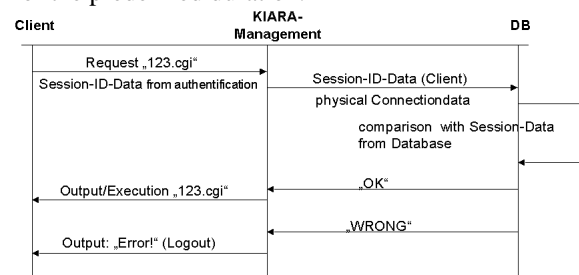 Client
KIARA-
Management
DB
Request „123.cgi“
Session-ID-Data from authentification
Session-ID-Data (Client)
physical Connectiondata
comparison with Session-Data
from Database
„OK“
Output/Execution „123.cgi“
„WRONG“
Output: „Error!“ (Logout)